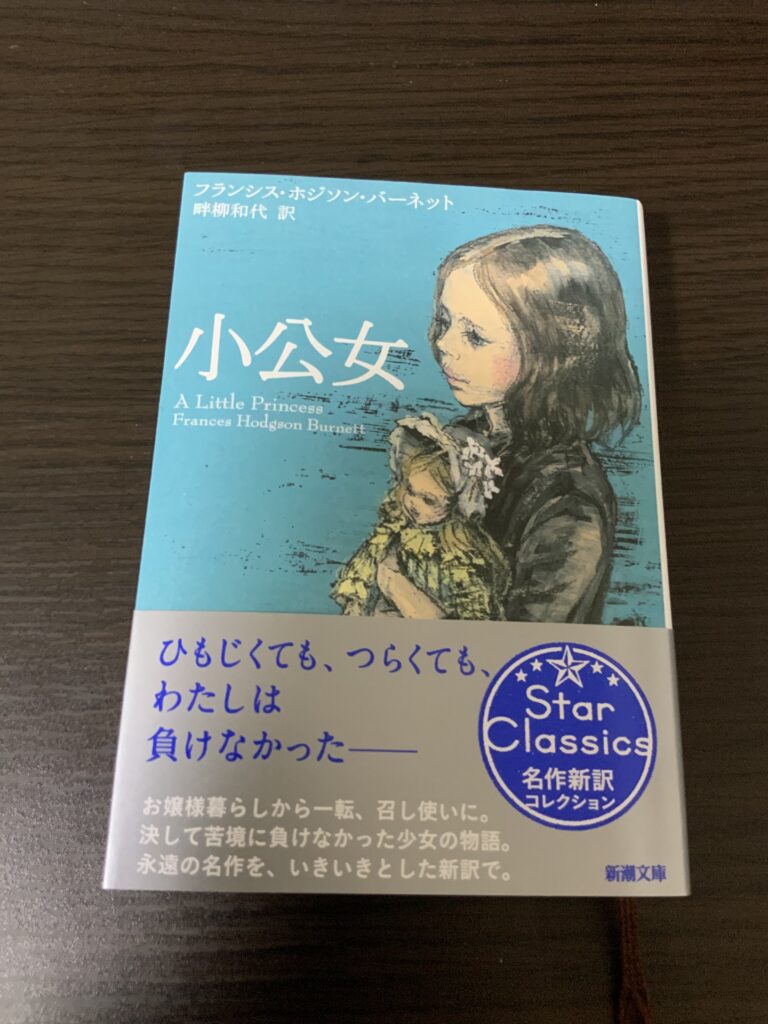 フランシス・ホジソン・バーネット
畔柳和代 訳
小公女
A Little Princess
Frances Hodgson Burnett
ひもじくても、つらくても、
わたしは
負けなかった――
Star
Classics
名作新訳
コレクション
お嬢様暮らしから一転、召し使いに。
決して苦境に負けなかった少女の物語。
永遠の名作を、いきいきとした新訳で。
新潮文庫